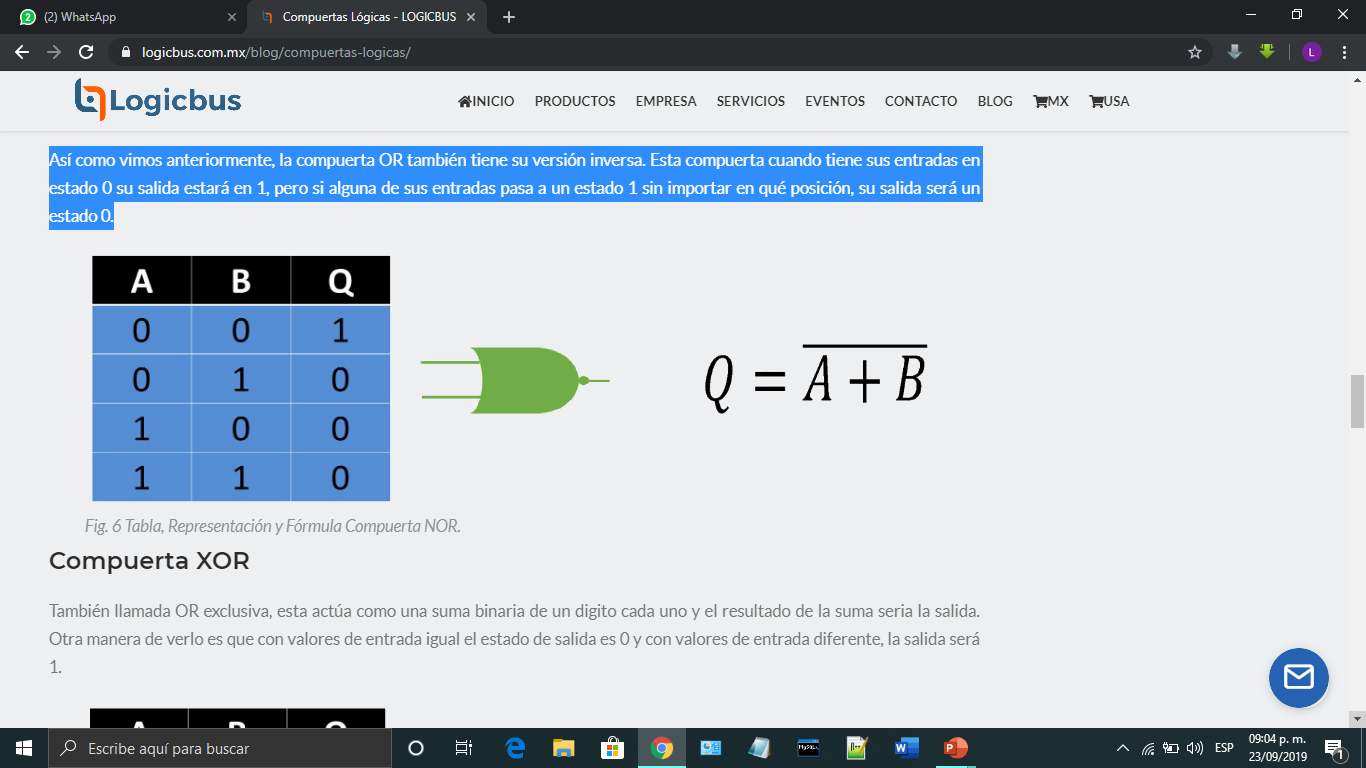 (2) WhatsApp
Compuertas Lógicas - LOGICBUS
logicbus.com.mx/blog/compuertas-logicas/
L
Logicbus
INICIO PRODUCTOS EMPRESA SERVICIOS EVENTOS CONTACTO BLOG MX USA
Así como vimos anteriormente, la compuerta OR también tiene su versión inversa. Esta compuerta cuando tiene sus entradas en
estado 0 su salida estará en 1, pero si alguna de sus entradas pasa a un estado 1 sin importar en qué posición, su salida será un
estado 0.
A B Q
0 0 1
0 1 0
1 0 0
1 1 0
Q = \overline{A + B}
Fig. 6 Tabla, Representación y Fórmula Compuerta NOR.
Compuerta XOR
También llamada OR exclusiva, esta actúa como una suma binaria de un digito cada uno y el resultado de la suma seria la salida.
Otra manera de verlo es que con valores de entrada igual el estado de salida es 0 y con valores de entrada diferente, la salida será
1.
A B Q
Escribe aquí para buscar
ESP
09:04 p. m.
23/09/2019
1